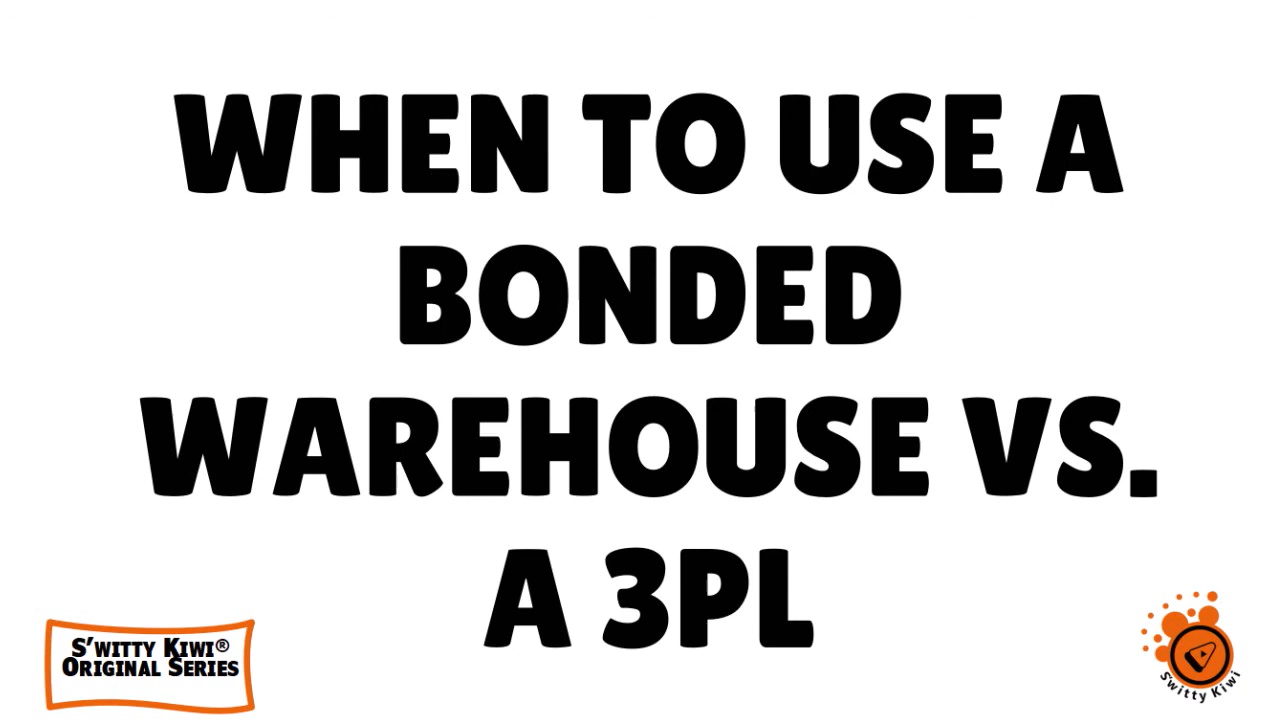 WHEN TO USE A
BONDED
WAREHOUSE VS.
A 3PL
S'WITTY KIWI®
ORIGINAL SERIES
S'witty Kiwi